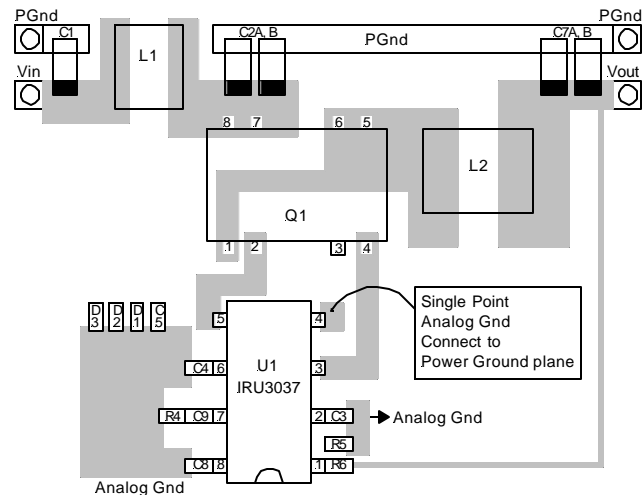 PGnd
C1
L1
C2A, B
PGnd
C7A, B
PGnd
Vin
Vout
8 7 6 5
L2
Q1
1 2 3 4
D3 D2 D1 C5
5
4
Single Point
Analog Gnd
Connect to
Power Ground plane
C4 6
U1
IRU3037
3
R4 C9 7
2 C3
Analog Gnd
R5
C8 8
1 R6
Analog Gnd